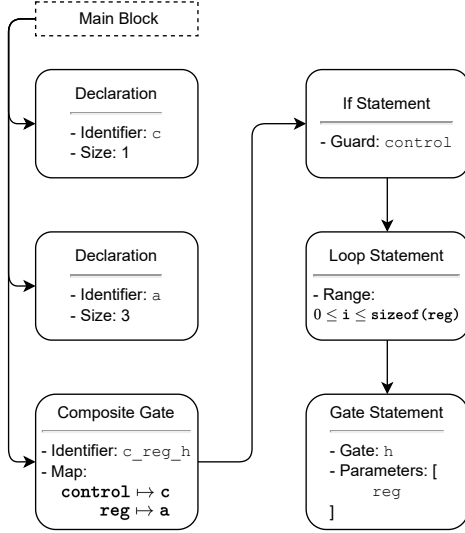 Main Block
Declaration
- Identifier: c
- Size: 1
Declaration
- Identifier: a
- Size: 3
Composite Gate
- Identifier: c_reg_h
- Map:
control ↦ c
reg ↦ a
If Statement
- Guard: control
Loop Statement
- Range:
0 ≤ i ≤ sizeof(reg)
Gate Statement
- Gate: h
- Parameters: [
reg
]